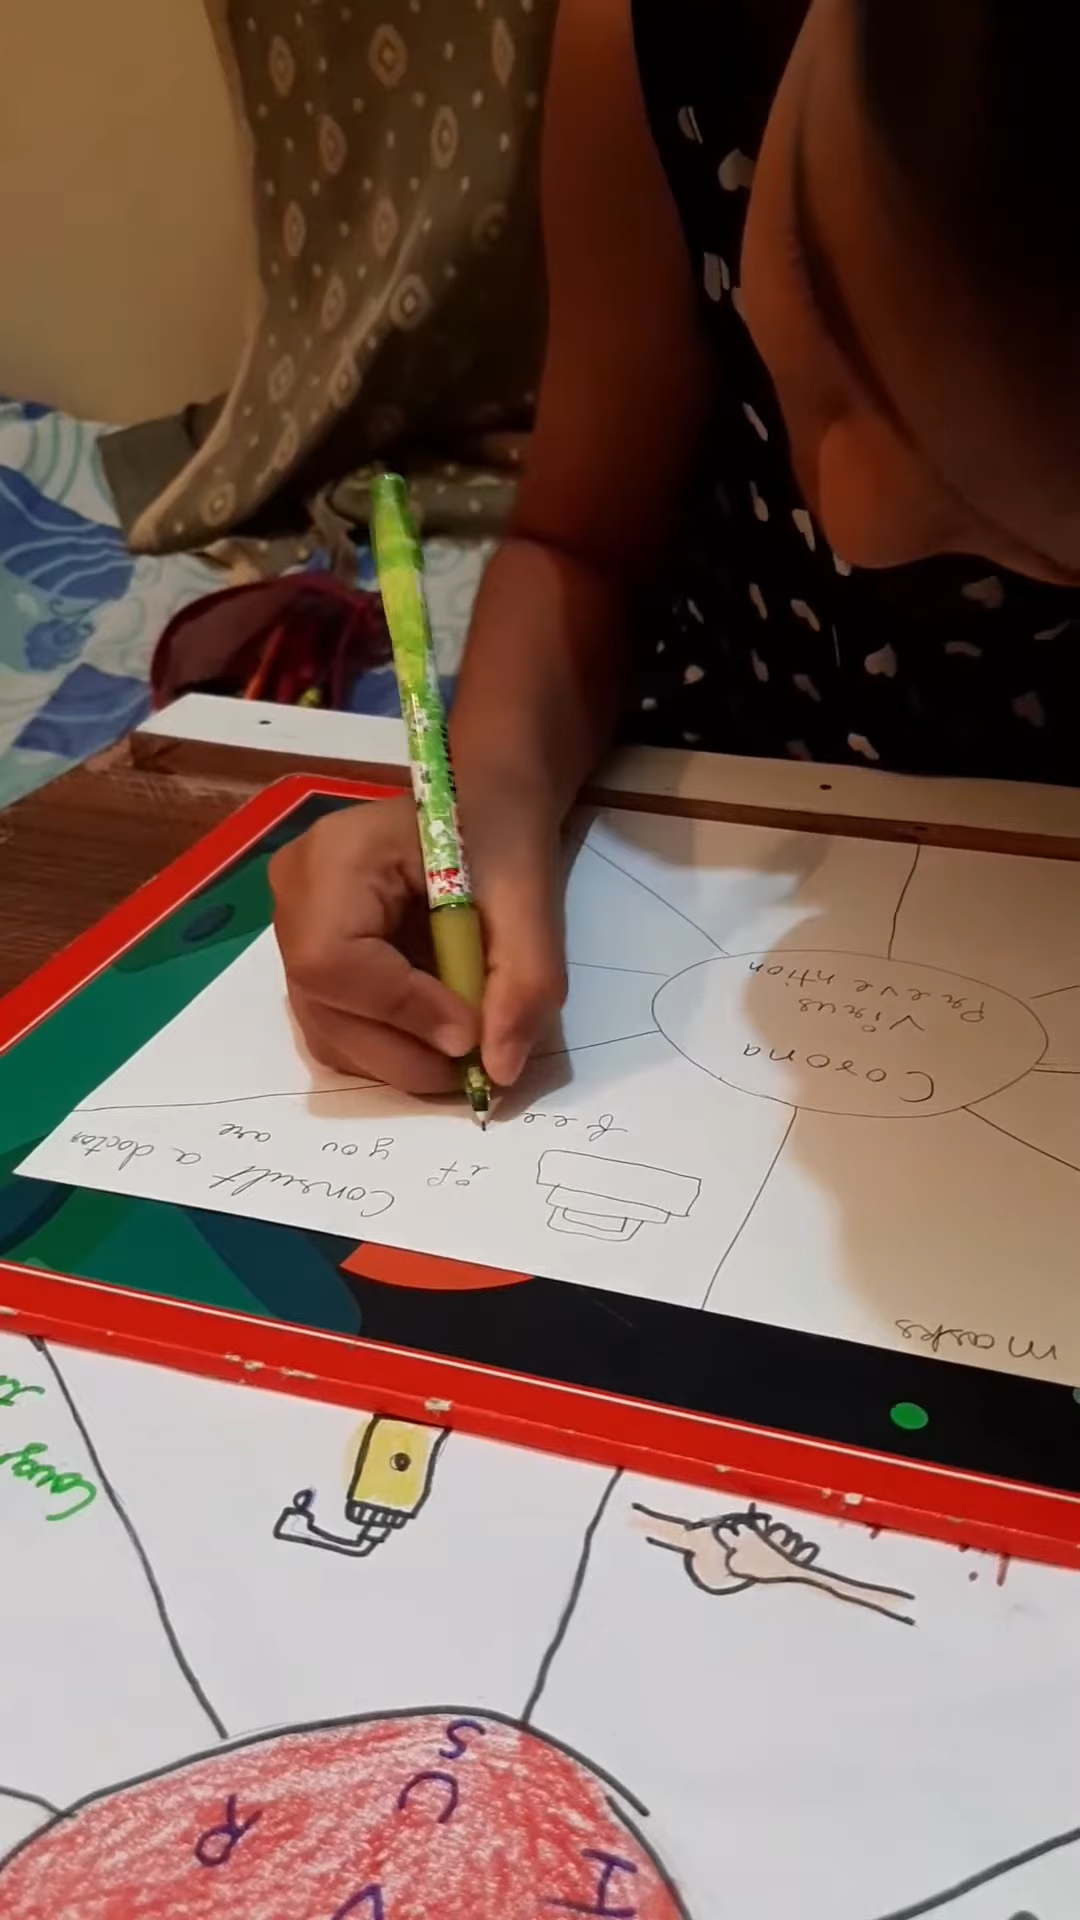 Corona
Virus
Prevention
Consult a doctor
if you are
fee
masks
S
U
R
H